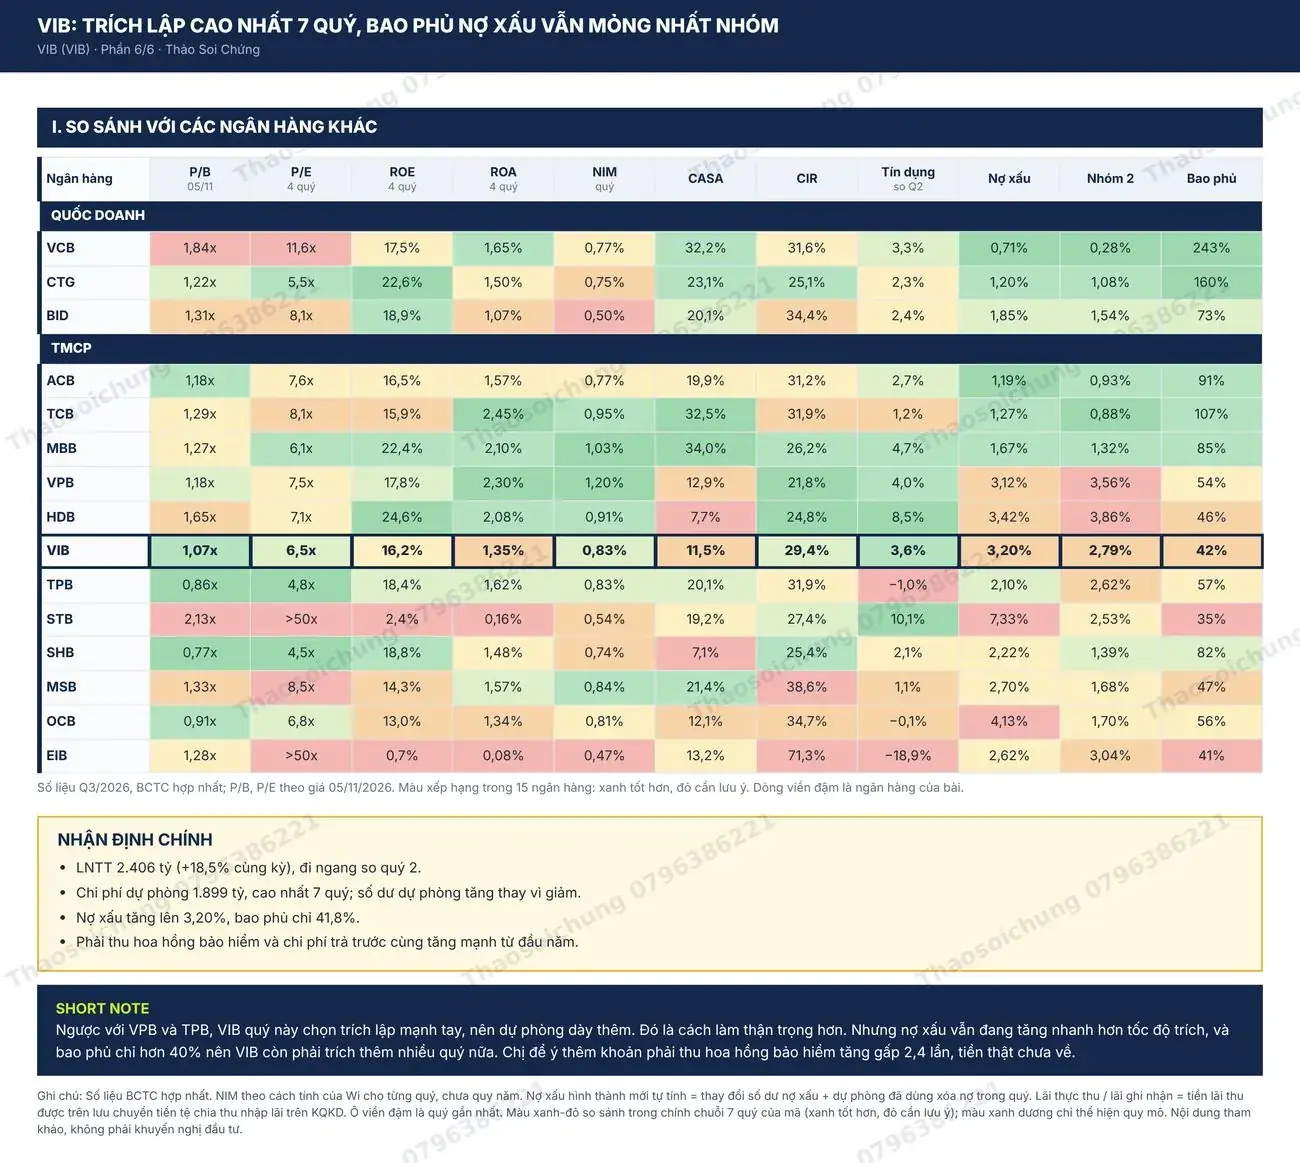 VIB: TRÍCH LẬP CAO NHẤT 7 QUÝ, BAO PHỦ NỢ XẤU VẪN MỎNG NHẤT NHÓM
VIB (VIB) · Phần 6/6 · Thảo Soi Chứng
I. SO SÁNH VỚI CÁC NGÂN HÀNG KHÁC
Ngân hàng P/B 05/11 P/E 4 quý ROE 4 quý ROA 4 quý NIM quý CASA CIR Tín dụng so Q2 Nợ xấu Nhóm 2 Bao phủ
QUỐC DOANH
VCB 1,84x 11,6x 17,5% 1,65% 0,77% 32,2% 31,6% 3,3% 0,71% 0,28% 243%
CTG 1,22x 5,5x 22,6% 1,50% 0,75% 23,1% 25,1% 2,3% 1,20% 1,08% 160%
BID 1,31x 8,1x 18,9% 1,07% 0,50% 20,1% 34,4% 2,4% 1,85% 1,54% 73%
TMCP
ACB 1,18x 7,6x 16,5% 1,57% 0,77% 19,9% 31,2% 2,7% 1,19% 0,93% 91%
TCB 1,29x 8,1x 15,9% 2,45% 0,95% 32,5% 31,9% 1,2% 1,27% 0,88% 107%
MBB 1,27x 6,1x 22,4% 2,10% 1,03% 34,0% 26,2% 4,7% 1,67% 1,32% 85%
VPB 1,18x 7,5x 17,8% 2,30% 1,20% 12,9% 21,8% 4,0% 3,12% 3,56% 54%
HDB 1,65x 7,1x 24,6% 2,08% 0,91% 7,7% 24,8% 8,5% 3,42% 3,86% 46%
VIB 1,07x 6,5x 16,2% 1,35% 0,83% 11,5% 29,4% 3,6% 3,20% 2,79% 42%
TPB 0,86x 4,8x 18,4% 1,62% 0,83% 20,1% 31,9% −1,0% 2,10% 2,62% 57%
STB 2,13x >50x 2,4% 0,16% 0,54% 19,2% 27,4% 10,1% 7,33% 2,53% 35%
SHB 0,77x 4,5x 18,8% 1,48% 0,74% 7,1% 25,4% 2,1% 2,22% 1,39% 82%
MSB 1,33x 8,5x 14,3% 1,57% 0,84% 21,4% 38,6% 1,1% 2,70% 1,68% 47%
OCB 0,91x 6,8x 13,0% 1,34% 0,81% 12,1% 34,7% −0,1% 4,13% 1,70% 56%
EIB 1,28x >50x 0,7% 0,08% 0,47% 13,2% 71,3% −18,9% 2,62% 3,04% 41%
Số liệu Q3/2026, BCTC hợp nhất; P/B, P/E theo giá 05/11/2026. Màu xếp hạng trong 15 ngân hàng: xanh tốt hơn, đỏ cần lưu ý. Dòng viền đậm là ngân hàng của bài.
NHẬN ĐỊNH CHÍNH
• LNTT 2.406 tỷ (+18,5% cùng kỳ), đi ngang so quý 2.
• Chi phí dự phòng 1.899 tỷ, cao nhất 7 quý; số dư dự phòng tăng thay vì giảm.
• Nợ xấu tăng lên 3,20%, bao phủ chỉ 41,8%.
• Phải thu hoa hồng bảo hiểm và chi phí trả trước cùng tăng mạnh từ đầu năm.
SHORT NOTE
Ngược với VPB và TPB, VIB quý này chọn trích lập mạnh tay, nên dự phòng dày thêm. Đó là cách làm thận trọng hơn. Nhưng nợ xấu vẫn đang tăng nhanh hơn tốc độ trích, và
bao phủ chỉ hơn 40% nên VIB còn phải trích thêm nhiều quý nữa. Chị để ý thêm khoản phải thu hoa hồng bảo hiểm tăng gấp 2,4 lần, tiền thật chưa về.
Ghi chú: Số liệu BCTC hợp nhất. NIM theo cách tính của Wi cho từng quý, chưa quy năm. Nợ xấu hình thành mới tự tính = thay đổi số dư nợ xấu + dự phòng đã dùng xóa nợ trong quý. Lãi thực thu / lãi ghi nhận = tiền lãi thu
được trên lưu chuyển tiền tệ chia thu nhập lãi trên KQKD. Ô viền đậm là quý gần nhất. Màu xanh-đỏ so sánh trong chính chuỗi 7 quý của mã (xanh tốt hơn, đỏ cần lưu ý); màu xanh dương chỉ thể hiện quy mô. Nội dung tham
khảo, không phải khuyến nghị đầu tư.
Thaosoichung 0796386221